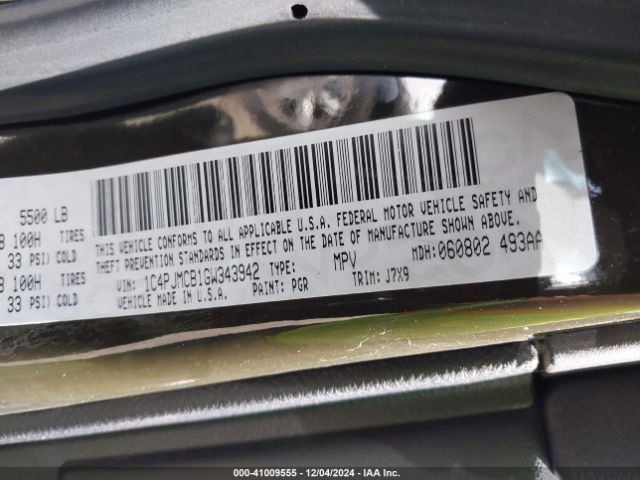 5500 LB
B 100H TIRES
33 PSI) COLD
B 100H TIRES
33 PSI) COLD
THIS VEHICLE CONFORMS TO ALL APPLICABLE U.S.A. FEDERAL MOTOR VEHICLE SAFETY AND
THEFT PREVENTION STANDARDS IN EFFECT ON THE DATE OF MANUFACTURE SHOWN ABOVE.
VIN: 1C4PJMCB1GW343942 TYPE: MPV MDH:060802 493AA
VEHICLE MADE IN U.S.A. PAINT: PGR TRIM: J7X9
000-41009555 - 12/04/2024 - IAA Inc.